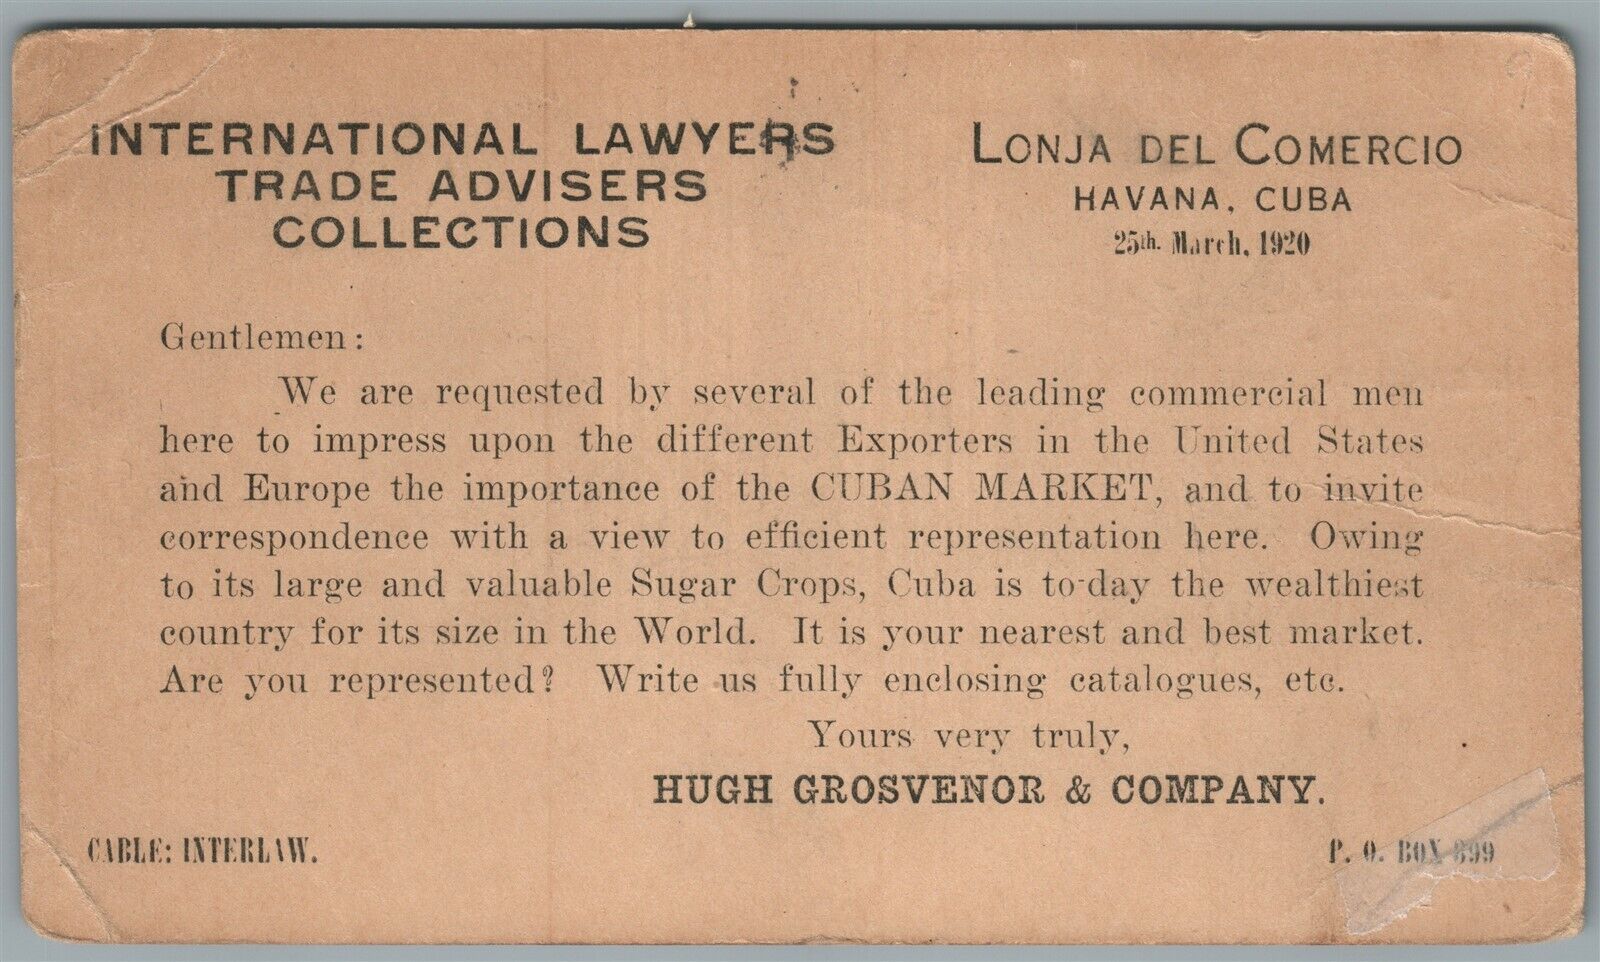 INTERNATIONAL LAWYERS
TRADE ADVISERS
COLLECTIONS
LONJA DEL COMERCIO
HAVANA, CUBA
25th. March, 1920
Gentlemen:
We are requested by several of the leading commercial men
here to impress upon the different Exporters in the United States
and Europe the importance of the CUBAN MARKET, and to invite
correspondence with a view to efficient representation here. Owing
to its large and valuable Sugar Crops, Cuba is to-day the wealthiest
country for its size in the World. It is your nearest and best market.
Are you represented? Write us fully enclosing catalogues, etc.
Yours very truly,
HUGH GROSVENOR & COMPANY.
CABLE: INTERLAW.
P. O. BOX 899